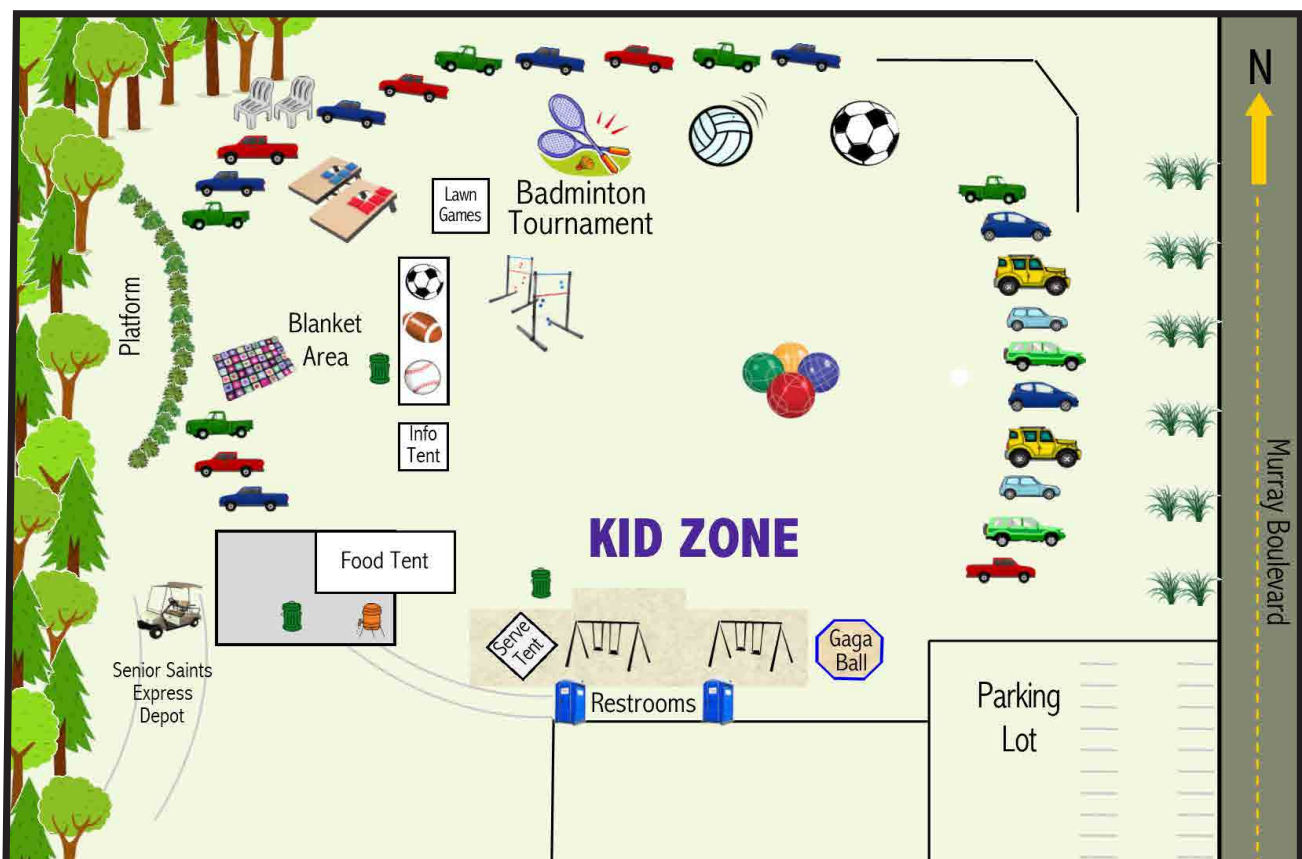 N
Lawn
Games
Badminton
Tournament
Platform
Blanket
Area
Info
Tent
KID ZONE
Food Tent
Murray Boulevard
Serve
Tent
Gaga
Ball
Senior Saints
Express
Depot
Restrooms
Parking
Lot